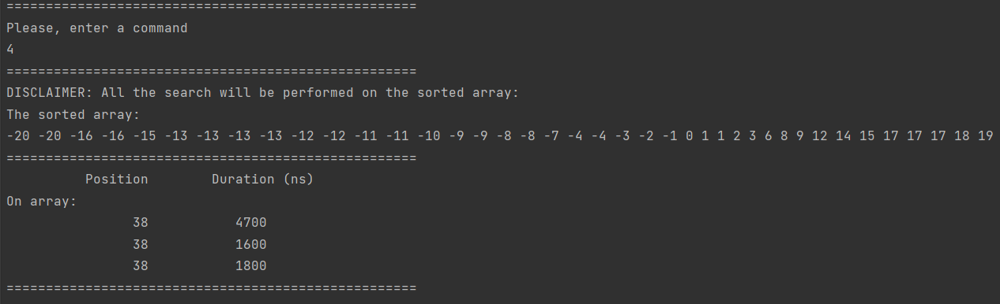 ====================================================
Please, enter a command
4
====================================================
DISCLAIMER: All the search will be performed on the sorted array:
The sorted array:
-20 -20 -16 -16 -15 -13 -13 -13 -13 -12 -12 -11 -11 -10 -9 -9 -8 -8 -7 -4 -4 -3 -2 -1 0 1 1 2 3 6 8 9 12 14 15 17 17 17 18 19
====================================================
          Position        Duration (ns)
On array:
                38           4700
                38           1600
                38           1800
====================================================